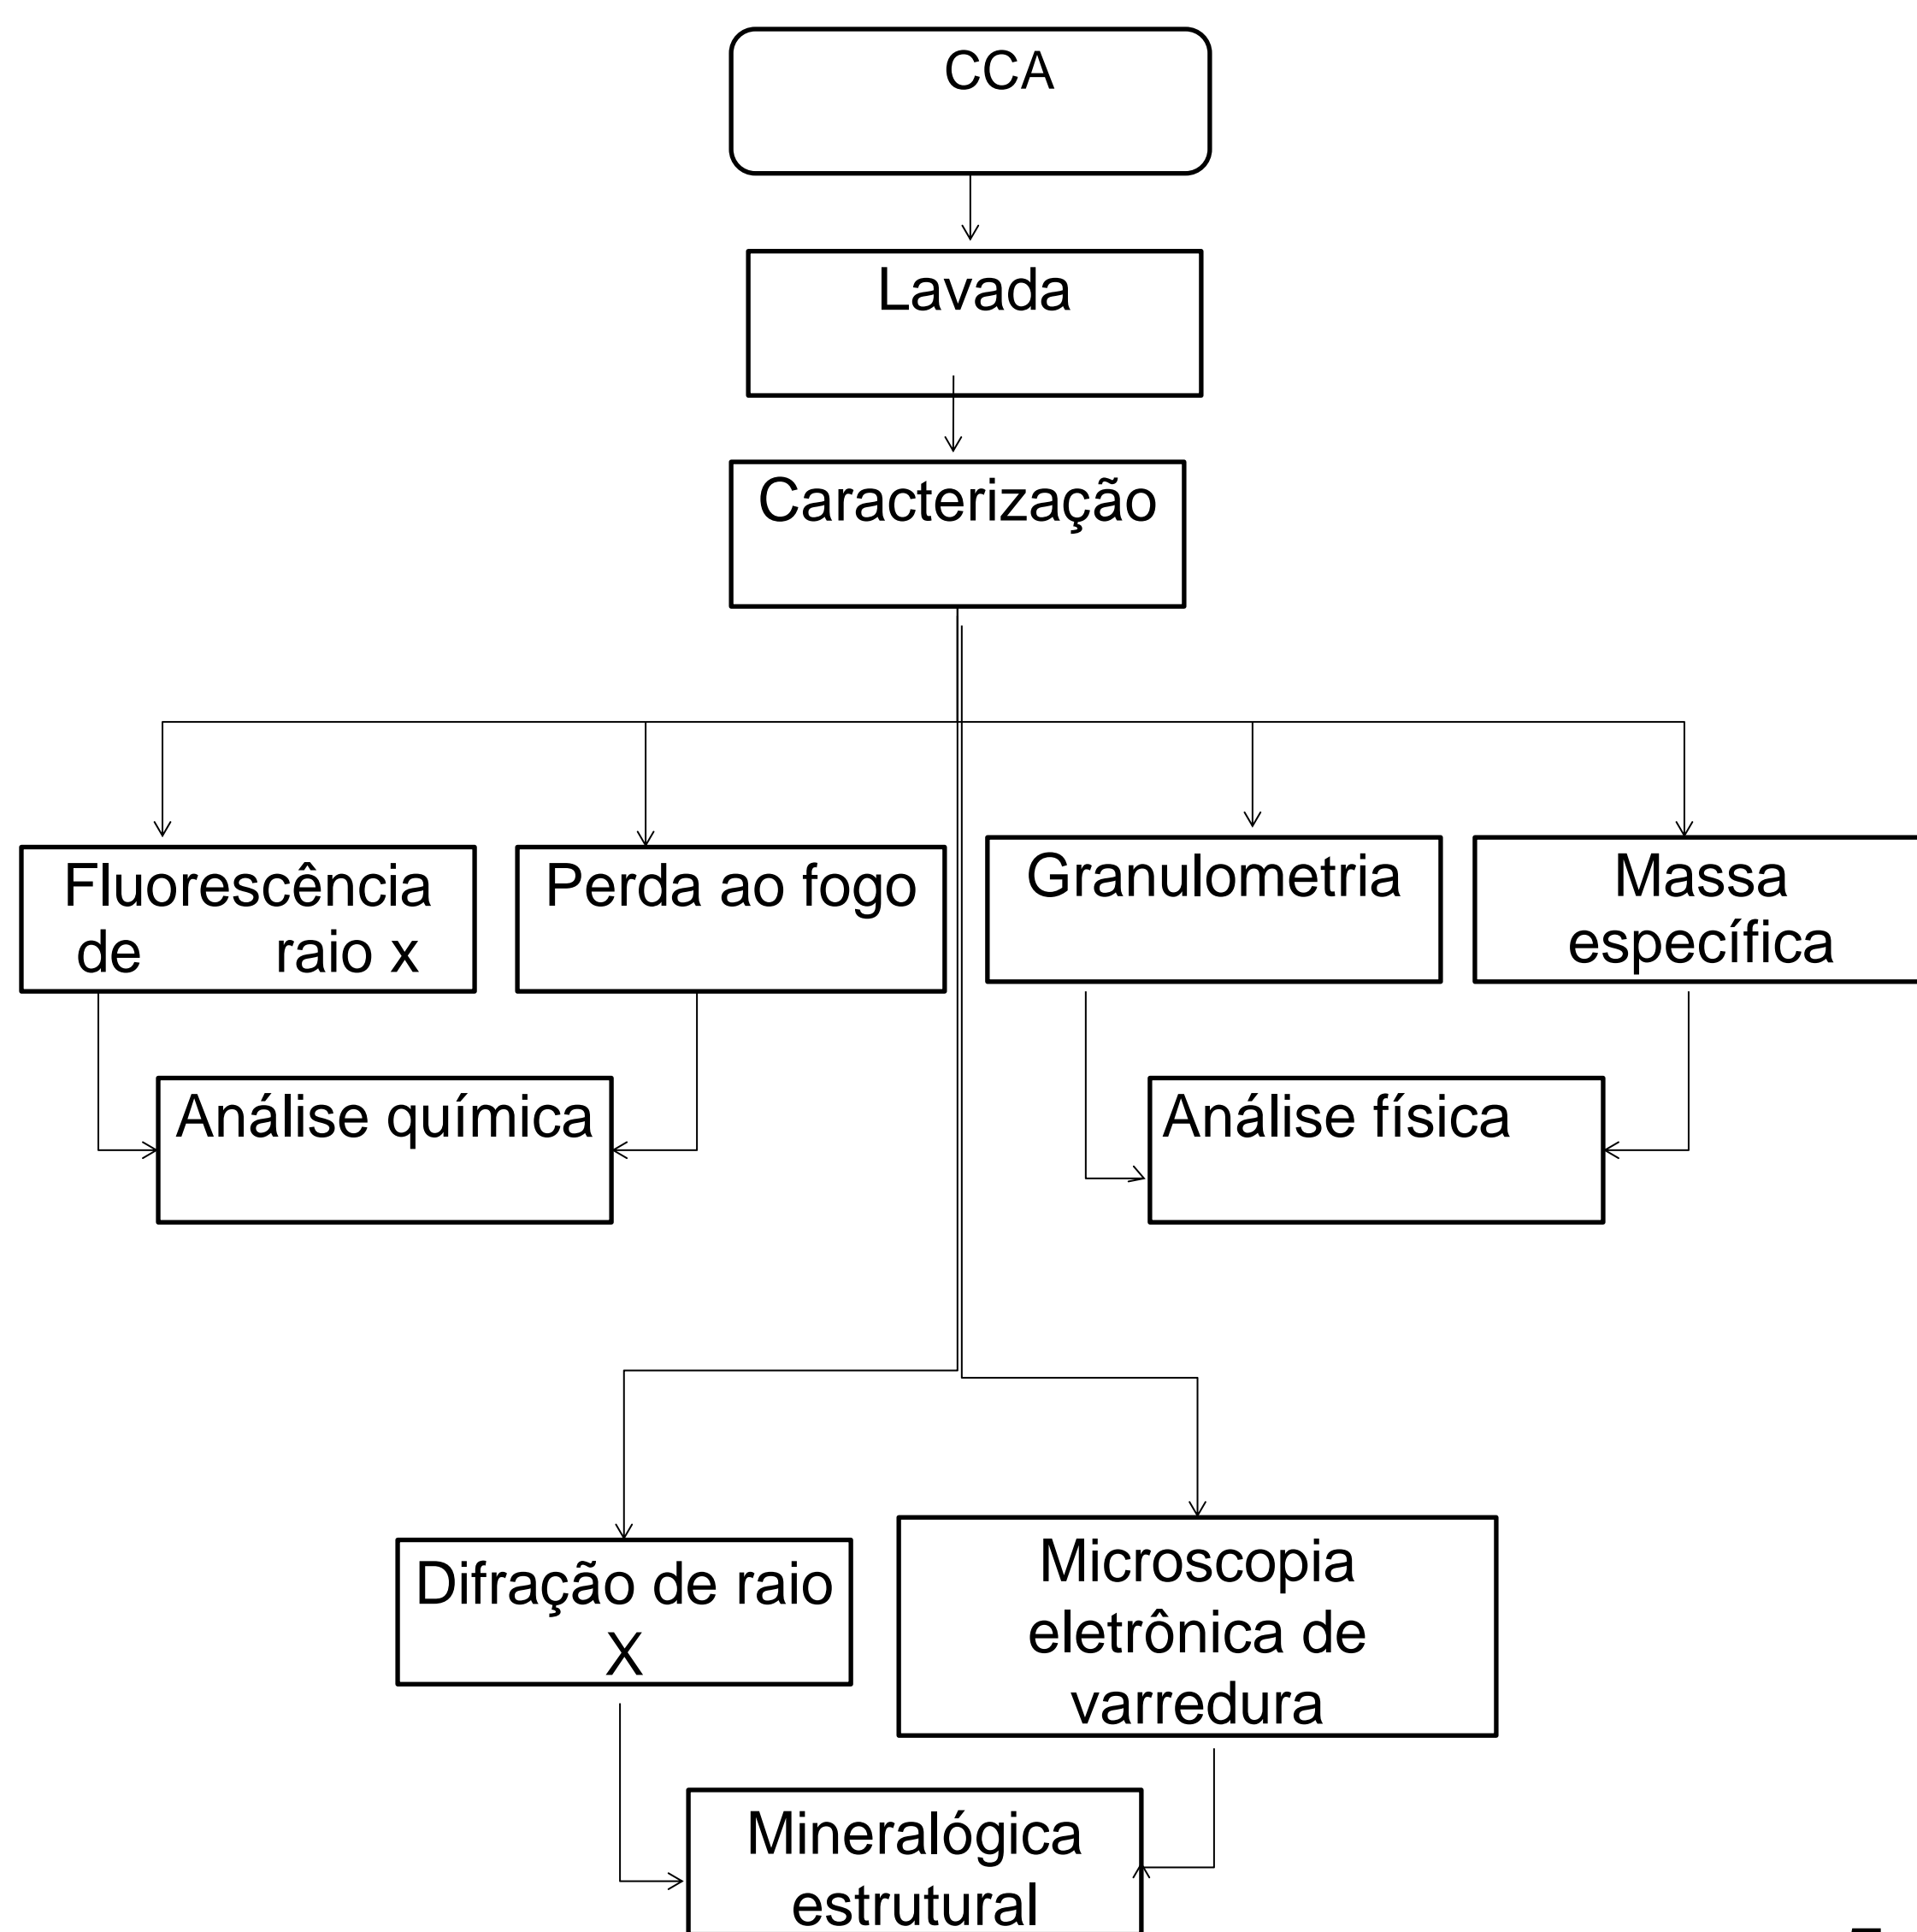 CCA
Lavada
Caracterização
Fluorescência
de raio x
Perda ao fogo
Granulometria
Massa
específica
Análise química
Análise física
Difração de raio
X
Microscopia
eletrônica de
varredura
Mineralógica
estrutural